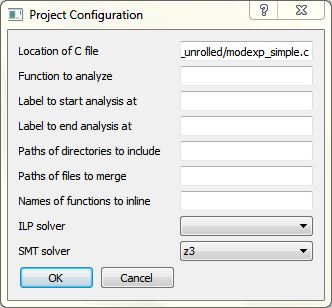 Project Configuration
Location of C file _unrolled/modexp_simple.c
Function to analyze
Label to start analysis at
Label to end analysis at
Paths of directories to include
Paths of files to merge
Names of functions to inline
ILP solver
SMT solver z3
OK Cancel